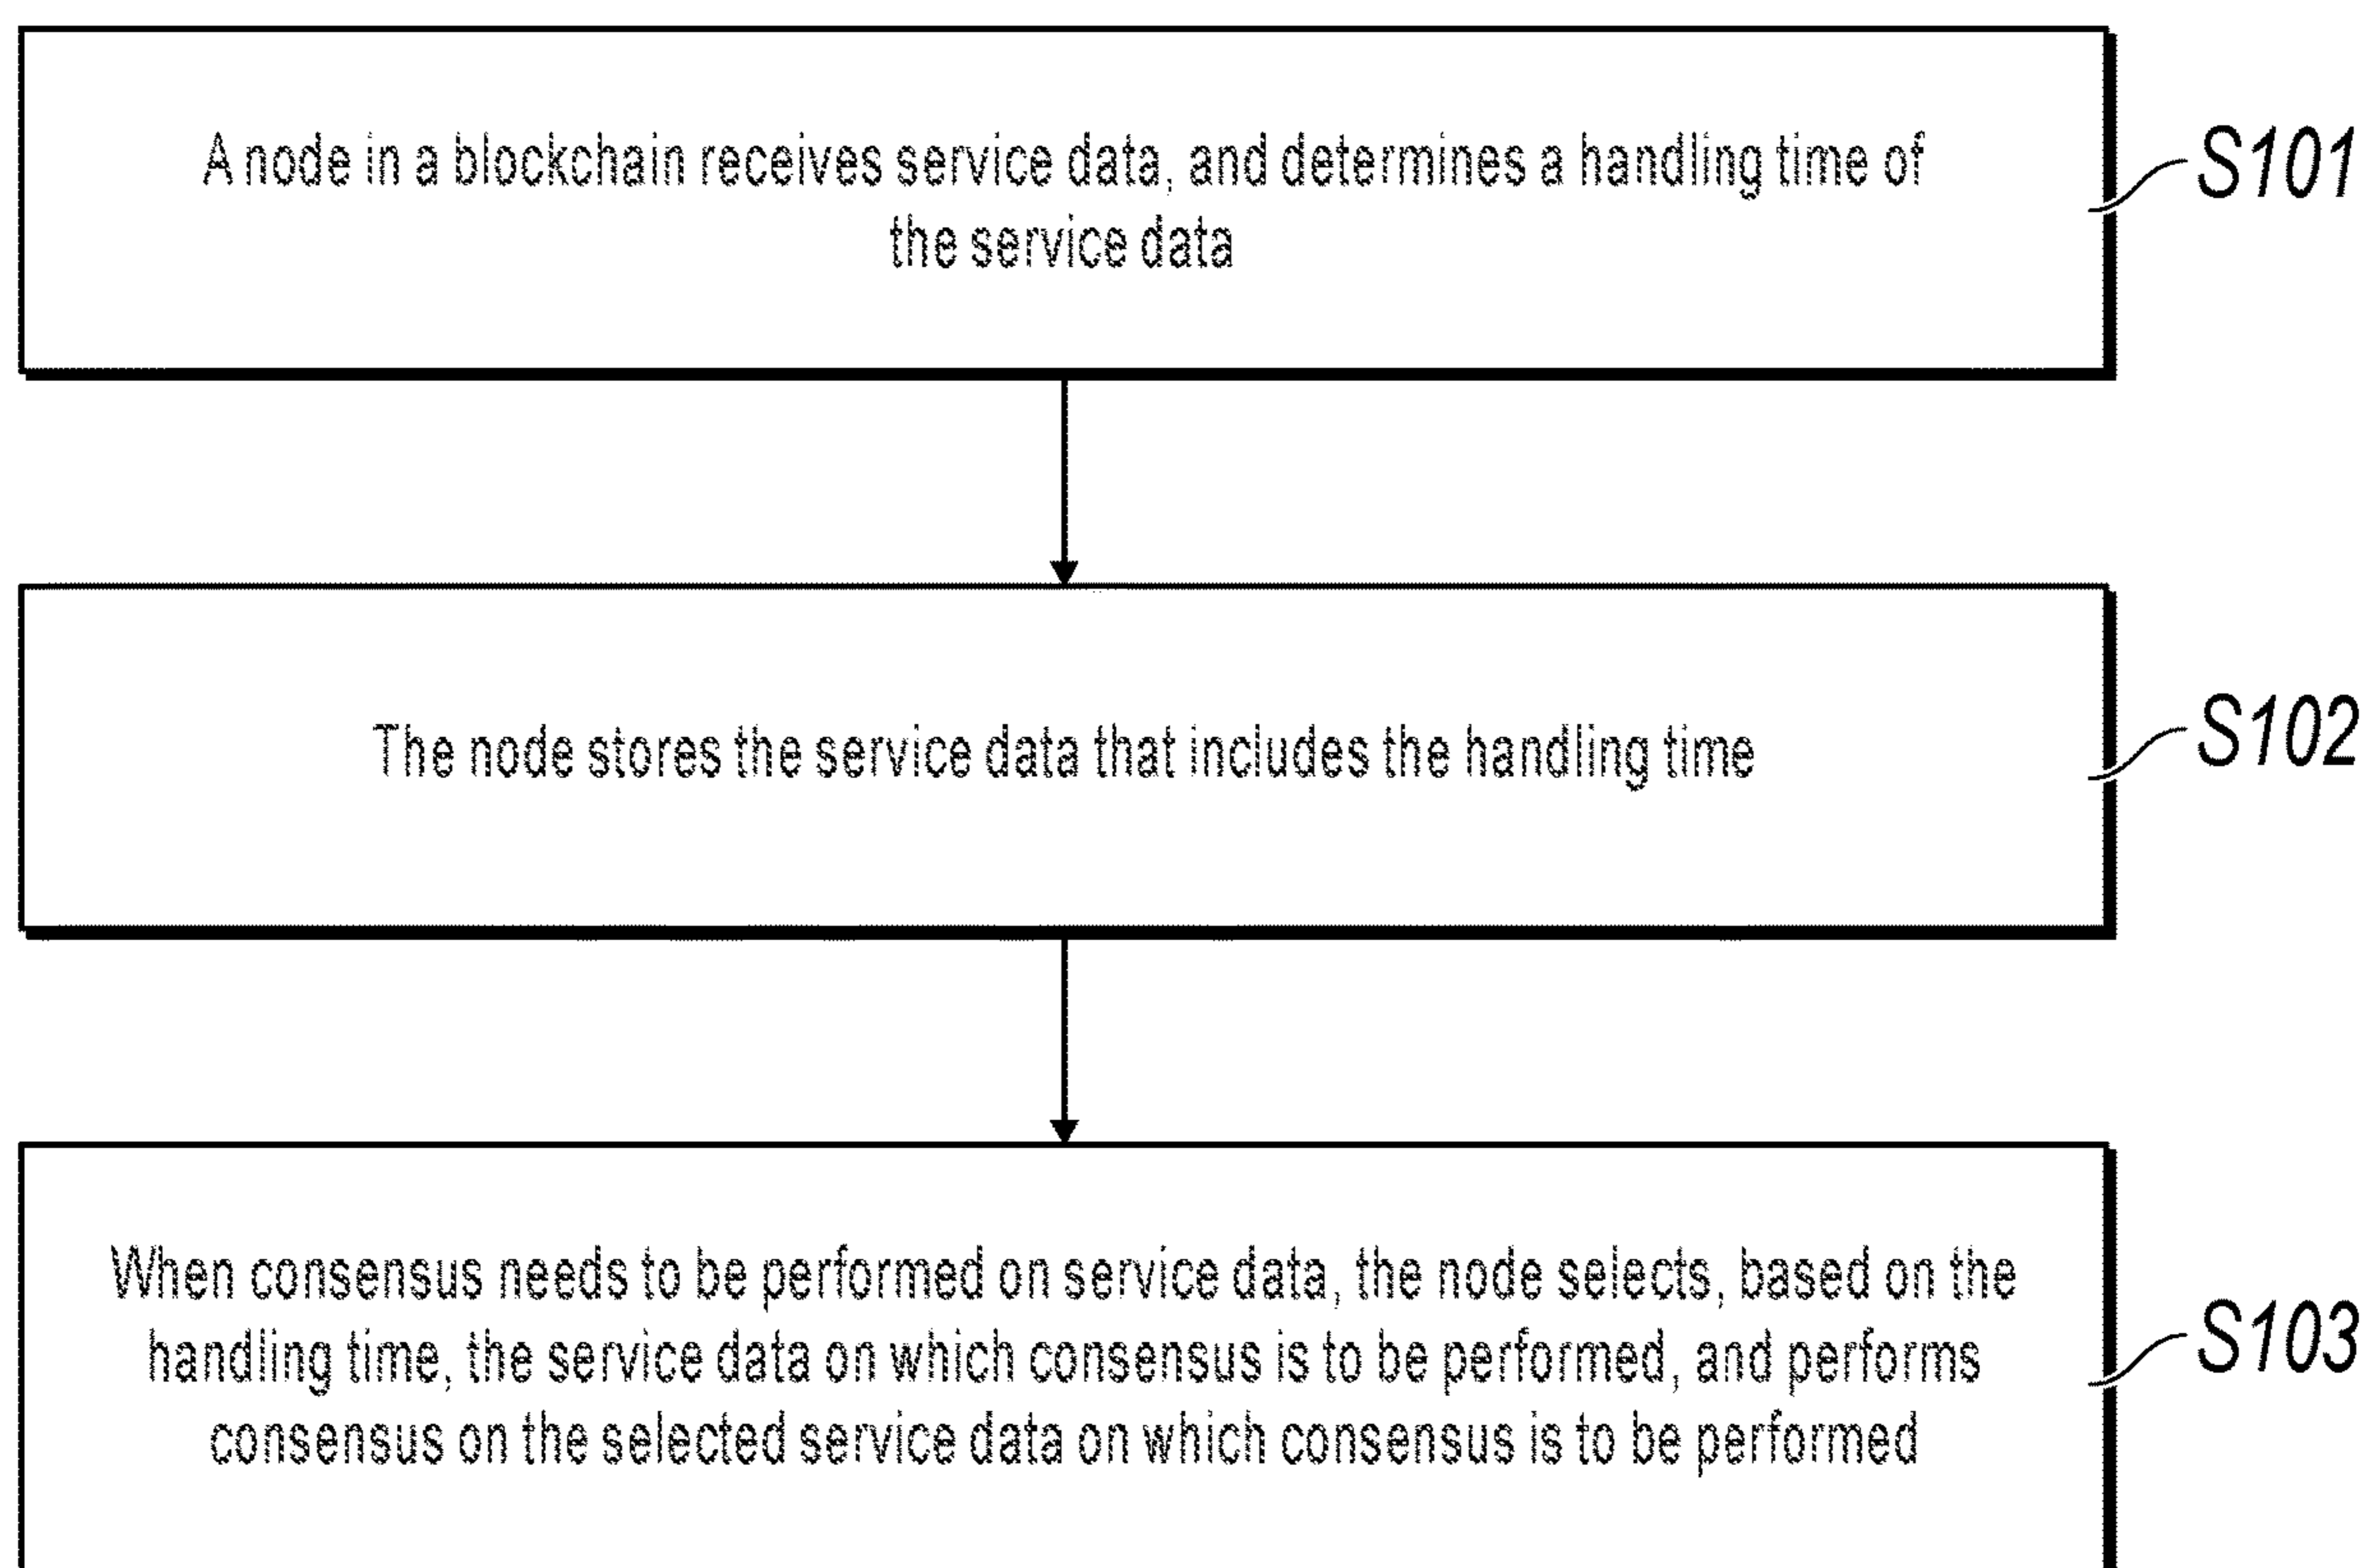 A node in a blockchain receives service data, and determines a handling time of
the service data
S101
The node stores the service data that includes the handling time
S102
When consensus needs to be performed on service data, the node selects, based on the
handling time, the service data on which consensus is to be performed, and performs
consensus on the selected service data on which consensus is to be performed
S103